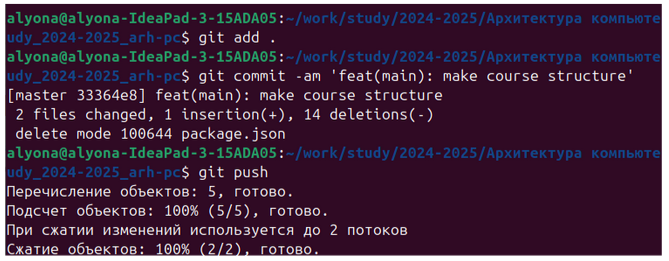 alyona@alyona-IdeaPad-3-15ADA05:~/work/study/2024-2025/Архитектура компьюте
udy_2024-2025_arh-pc$ git add .
alyona@alyona-IdeaPad-3-15ADA05:~/work/study/2024-2025/Архитектура компьюте
udy_2024-2025_arh-pc$ git commit -am 'feat(main): make course structure'
[master 33364e8] feat(main): make course structure
 2 files changed, 1 insertion(+), 14 deletions(-)
 delete mode 100644 package.json
alyona@alyona-IdeaPad-3-15ADA05:~/work/study/2024-2025/Архитектура компьюте
udy_2024-2025_arh-pc$ git push
Перечисление объектов: 5, готово.
Подсчет объектов: 100% (5/5), готово.
При сжатии изменений используется до 2 потоков
Сжатие объектов: 100% (2/2), готово.